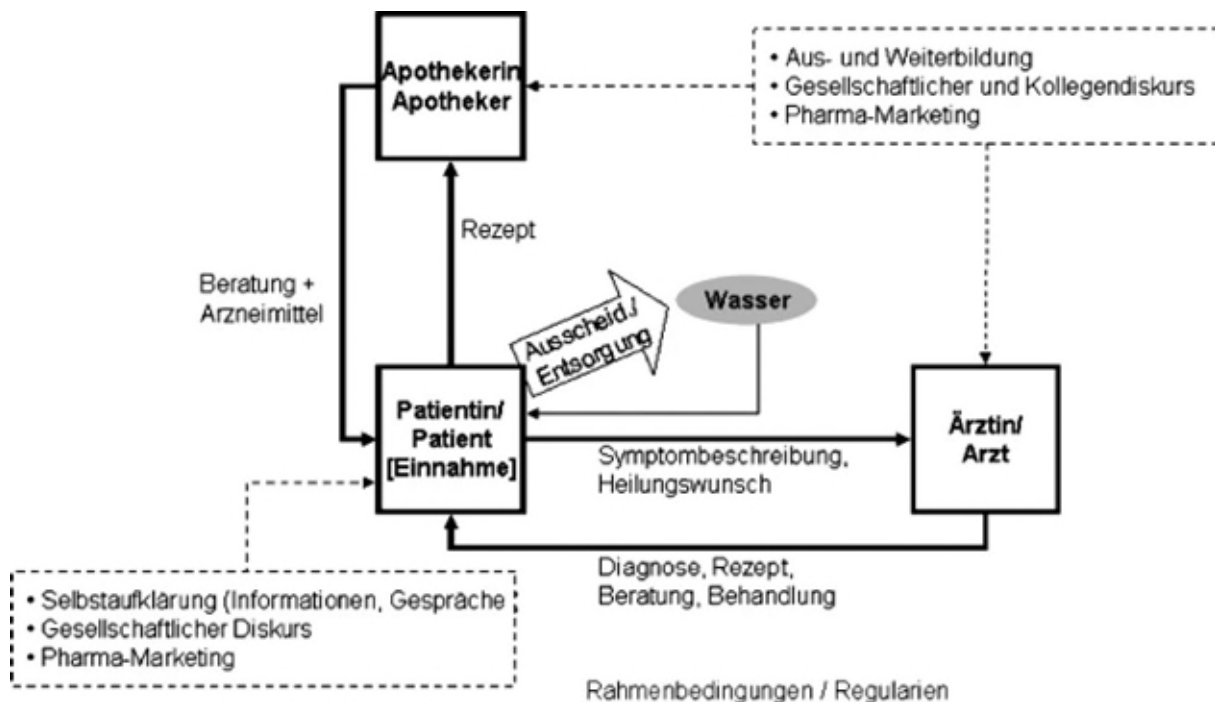 Apothekerin
Apotheker
• Aus- und Weiterbildung
• Gesellschaftlicher und Kollegendiskurs
• Pharma-Marketing
Rezept
Beratung +
Arzneimittel
Ausscheid./
Entsorgung
Wasser
Patientin/
Patient
[Einnahme]
Ärztin/
Arzt
Symptombeschreibung,
Heilungswunsch
Diagnose, Rezept,
Beratung, Behandlung
• Selbstaufklärung (Informationen, Gespräche
• Gesellschaftlicher Diskurs
• Pharma-Marketing
Rahmenbedingungen / Regularien